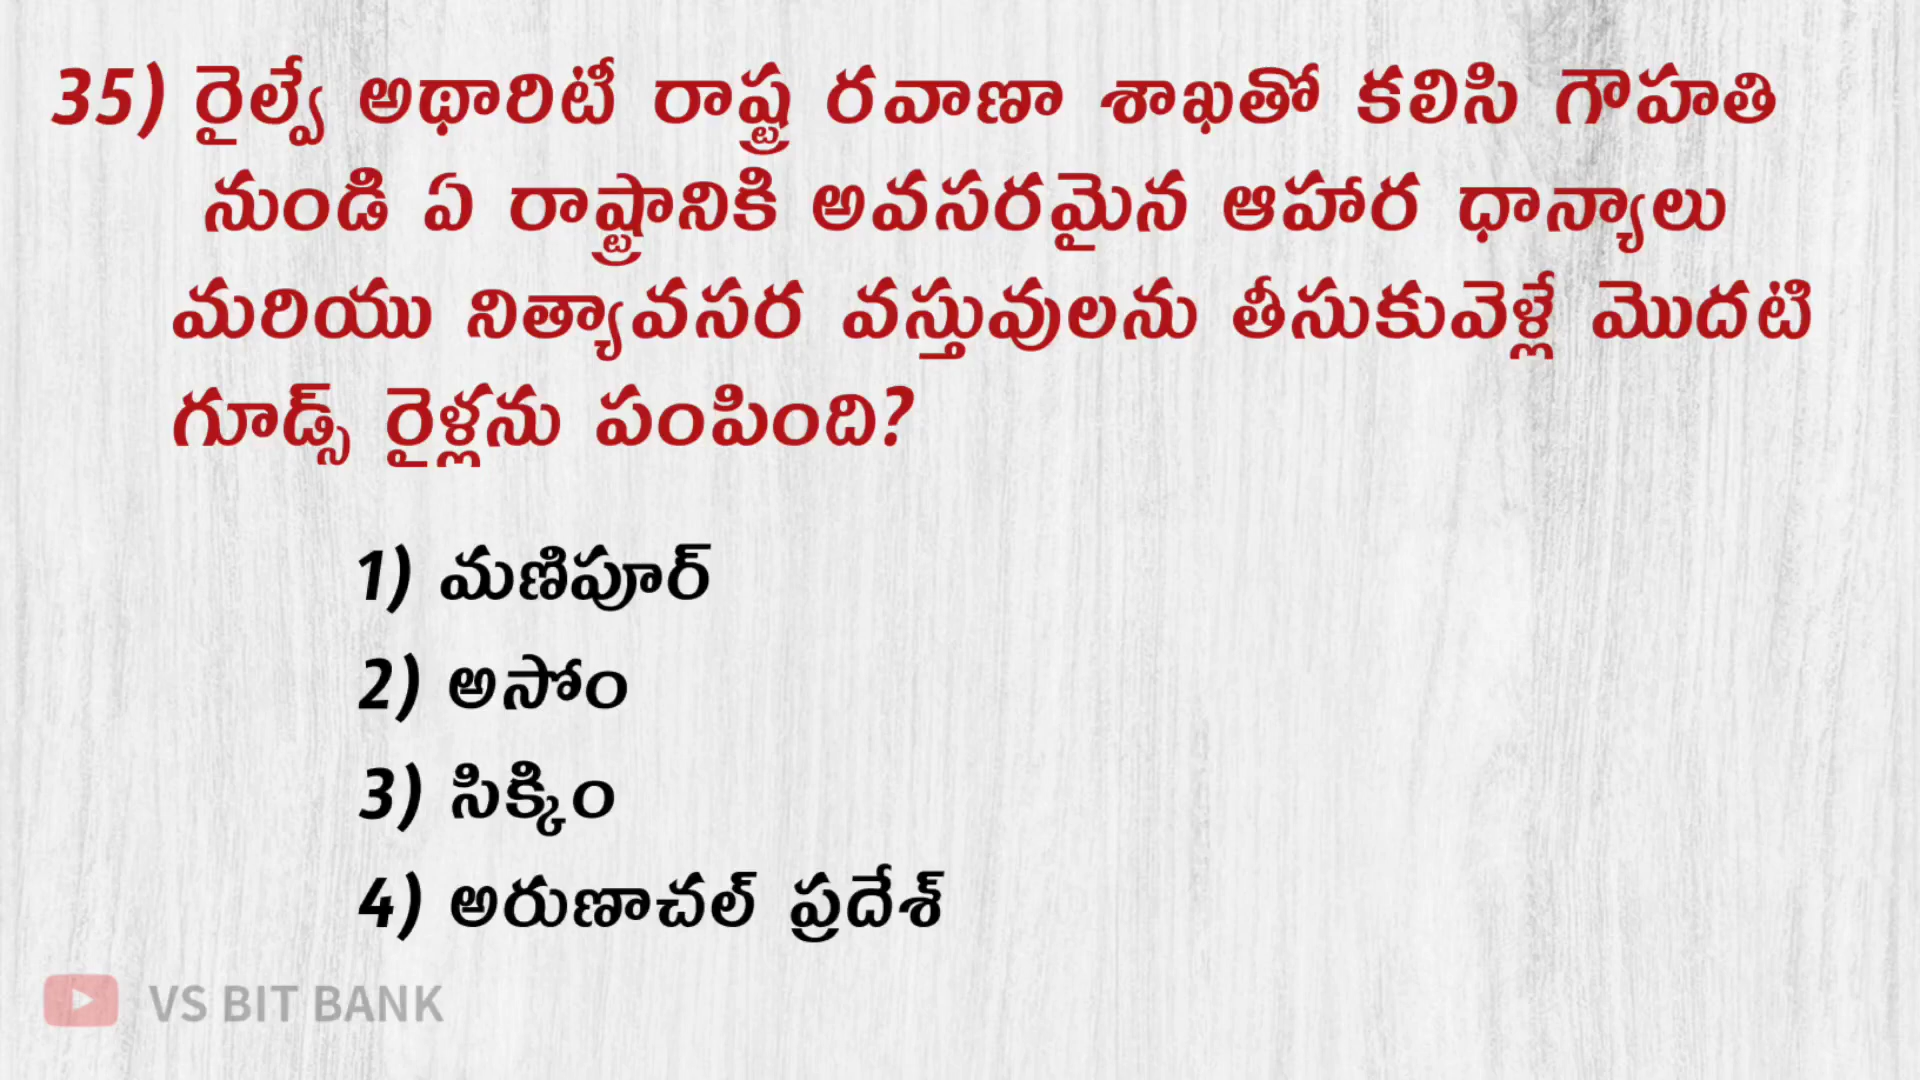 35) రైల్వే అథారిటీ రాష్ట్ర రవాణా శాఖతో కలిసి గౌహతి
నుండి ఏ రాష్ట్రానికి అవసరమైన ఆహార ధాన్యాలు
మరియు నిత్యావసర వస్తువులను తీసుకువెళ్లే మొదటి
గూడ్స్ రైళ్లను పంపింది?
1) మణిపూర్
2) అసోం
3) సిక్కిం
4) అరుణాచల్ ప్రదేశ్
VS BIT BANK